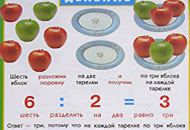 Шесть разложим на две и по три яблока
яблок поровну тарелки получим на каждой
тарелке
6 : 2 = 3
шесть разделить на два равно три
Ответ — три, потому что на каждой тарелке по три яблока